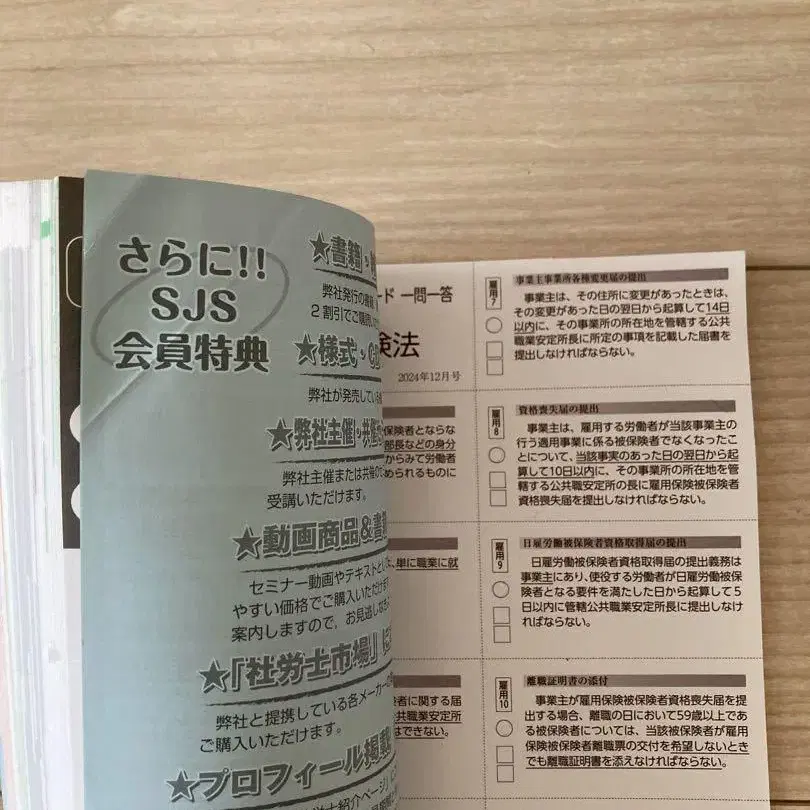 さらに!!
SJS
会員特典
★書籍・
弊社発行の書籍
2割引でご購入いた
★様式・CD
弊社が発売している
★弊社主催・共催
弊社主催または共催の
受講いただけます。
★動画商品&書
セミナー動画やテキスト
やすい価格でご購入いただけ
案内しますので，お見逃しな
★「社労士市場」に
弊社と提携している各メーカーの
ご購入いただけます。
★プロフィール掲載
労士紹介ページ」
ード 一問一答
険法
2024年12月号
保険者とならな
部長などの身分
からみて労働者
められるものに
単に職業に就
者に関する届
公共職業安定所
はできない。
雇用7
事業主事業所各種変更届の提出
事業主は、その住所に変更があったときは、
その変更があった日の翌日から起算して14日
以内に、その事業所の所在地を管轄する公共
職業安定所長に所定の事項を記載した届書を
提出しなければならない。
雇用8
資格喪失届の提出
事業主は、雇用する労働者が当該事業主の
行う適用事業に係る被保険者でなくなったこ
とについて、当該事実のあった日の翌日から起
算して10日以内に、その事業所の所在地を管
轄する公共職安定所の長に雇用保険被保険者
資格喪失届を提出しなければならない。
雇用9
日雇労働被保険者資格取得届の提出
日雇労働被保険者資格取得届の提出義務は
事業主にあり、使役する労働者が日雇労働被保
険者となる要件を満たした日から起算して5
日以内に管轄公共職業安定所長に提出しなけ
ればならない。
雇用10
離職証明書の添付
事業主が雇用保険被保険者資格喪失届を提
出する場合、離職の日において59歳以上であ
る被保険者については、当該被保険者が雇用
保険被保険者離職票の交付を希望しないとき
でも離職証明書を添えなければならない。